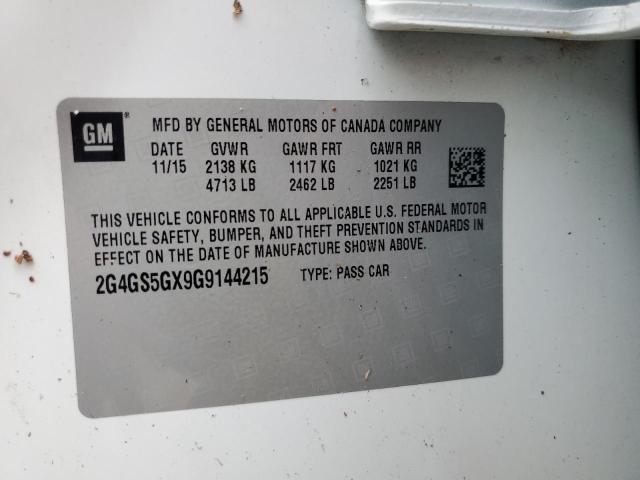 GM ® MFD BY GENERAL MOTORS OF CANADA COMPANY
DATE GVWR GAWR FRT GAWR RR
11/15 2138 KG 1117 KG 1021 KG
4713 LB 2462 LB 2251 LB
THIS VEHICLE CONFORMS TO ALL APPLICABLE U.S. FEDERAL MOTOR
VEHICLE SAFETY, BUMPER, AND THEFT PREVENTION STANDARDS IN
EFFECT ON THE DATE OF MANUFACTURE SHOWN ABOVE.
2G4GS5GX9G9144215 TYPE: PASS CAR